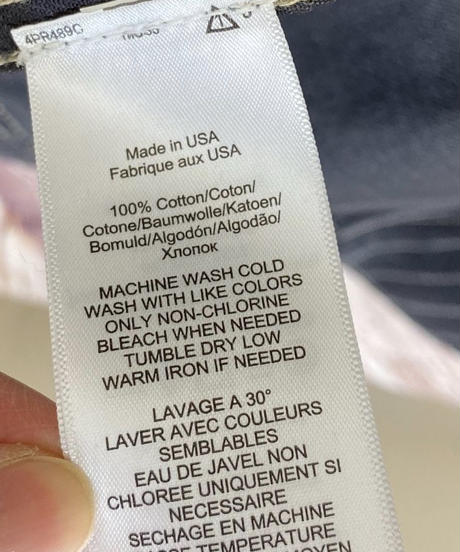 4PR489C
Made in USA
Fabrique aux USA
100% Cotton/Coton/
Cotone/Baumwolle/Katoen/
Bomuld/Algodón/Algodão/
Хлопок
MACHINE WASH COLD
WASH WITH LIKE COLORS
ONLY NON-CHLORINE
BLEACH WHEN NEEDED
TUMBLE DRY LOW
WARM IRON IF NEEDED
LAVAGE A 30°
LAVER AVEC COULEURS
SEMBLABLES
EAU DE JAVEL NON
CHLOREE UNIQUEMENT SI
NECESSAIRE
SECHAGE EN MACHINE
TEMPERATURE
MOYEN